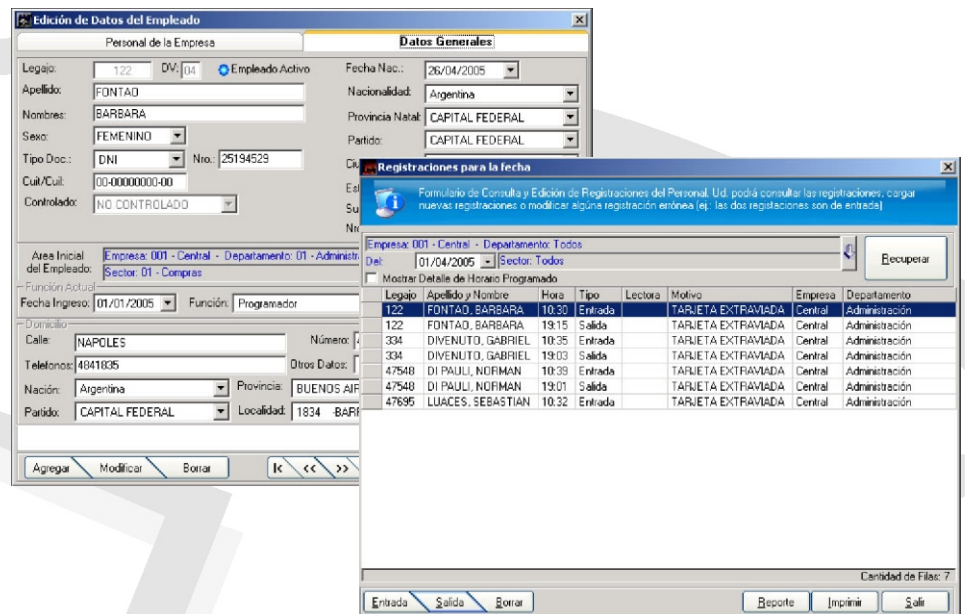 Edición de Datos del Empleado
Personal de la Empresa
Datos Generales
Legajo: 122 DV: 04 Empleado Activo
Fecha Nac.: 26/04/2005
Apellido: FONTAO
Nacionalidad: Argentina
Nombres: BARBARA
Provincia Natal: CAPITAL FEDERAL
Sexo: FEMENINO
Partido: CAPITAL FEDERAL
Tipo Doc.: DNI Nro.: 25194529
Ciu
Cuit/Cuil: 00-00000000-00
Est
Controlado: NO CONTROLADO
Su
Nro
Area Inicial del Empleado:
Empresa: 001 - Central - Departamento: 01 - Administr
Sector: 01 - Compras
Función Actual
Fecha Ingreso: 01/01/2005 Función: Programador
Domicilio
Calle: NAPOLES Número: 4
Telefonos: 4841835 Otros Datos:
Nación: Argentina Provincia: BUENOS AIR
Partido: CAPITAL FEDERAL Localidad: 1834 -BARR
Agregar Modificar Borrar |< << >>
Registraciones para la fecha
Formulario de Consulta y Edición de Registraciones del Personal. Ud. podrá consultar las registraciones, cargar
nuevas registraciones o modificar algúna registración errónea (ej.: las dos registaciones son de entrada)
Empresa: 001 - Central - Departamento: Todos
Del: 01/04/2005 Sector: Todos
Recuperar
Mostrar Detalle de Horario Programado
Legajo Apellido y Nombre Hora Tipo Lectora Motivo Empresa Departamento
122 FONTAO, BARBARA 10:30 Entrada TARJETA EXTRAVIADA Central Administración
122 FONTAO, BARBARA 19:15 Salida TARJETA EXTRAVIADA Central Administración
334 DIVENUTO, GABRIEL 10:35 Entrada TARJETA EXTRAVIADA Central Administración
334 DIVENUTO, GABRIEL 19:03 Salida TARJETA EXTRAVIADA Central Administración
47548 DI PAULI, NORMAN 10:39 Entrada TARJETA EXTRAVIADA Central Administración
47548 DI PAULI, NORMAN 19:01 Salida TARJETA EXTRAVIADA Central Administración
47695 LUACES, SEBASTIAN 10:32 Entrada TARJETA EXTRAVIADA Central Administración
Cantidad de Filas: 7
Entrada Salida Borrar Reporte Imprimir Salir